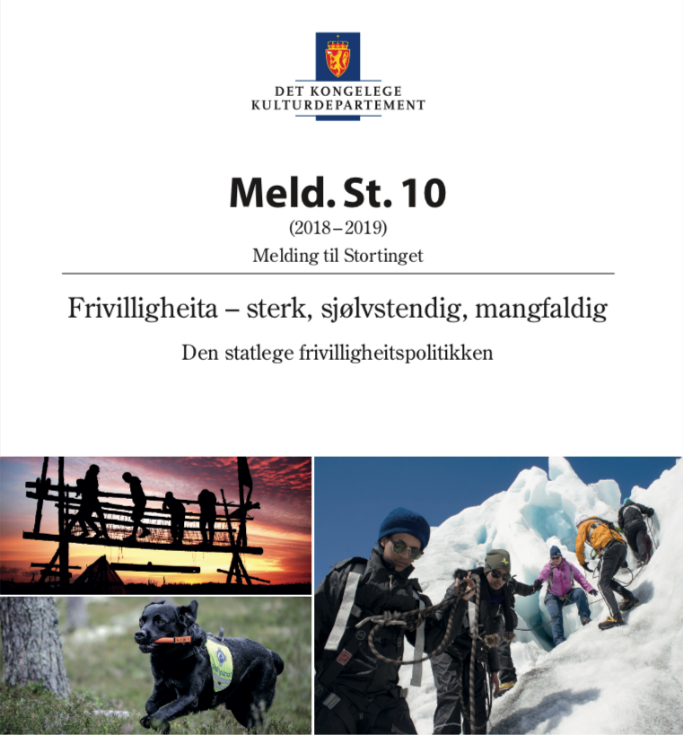 DET KONGELEGE
KULTURDEPARTEMENT
Meld. St. 10
(2018–2019)
Melding til Stortinget
Frivilligheita – sterk, sjølvstendig, mangfaldig
Den statlege frivilligheitspolitikken